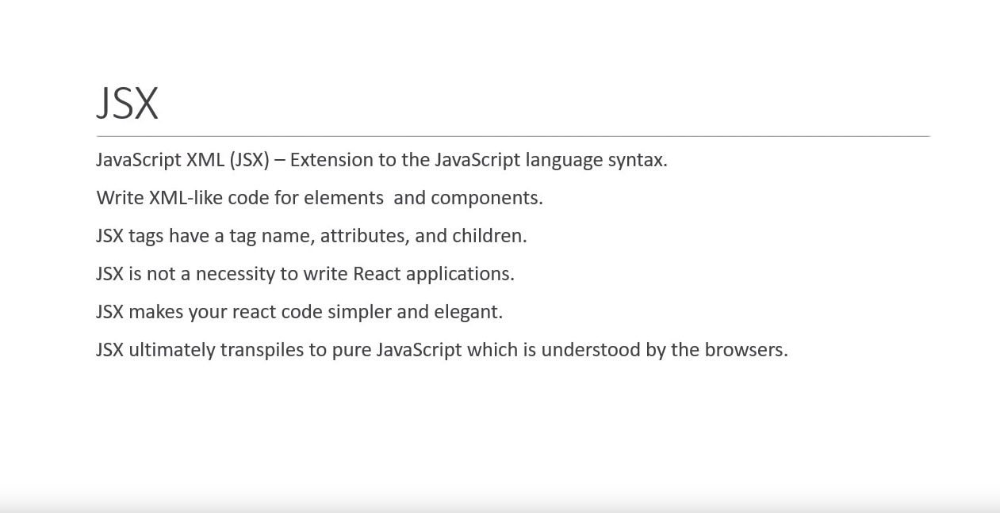 JSX
JavaScript XML (JSX) – Extension to the JavaScript language syntax.
Write XML-like code for elements  and components.
JSX tags have a tag name, attributes, and children.
JSX is not a necessity to write React applications.
JSX makes your react code simpler and elegant.
JSX ultimately transpiles to pure JavaScript which is understood by the browsers.